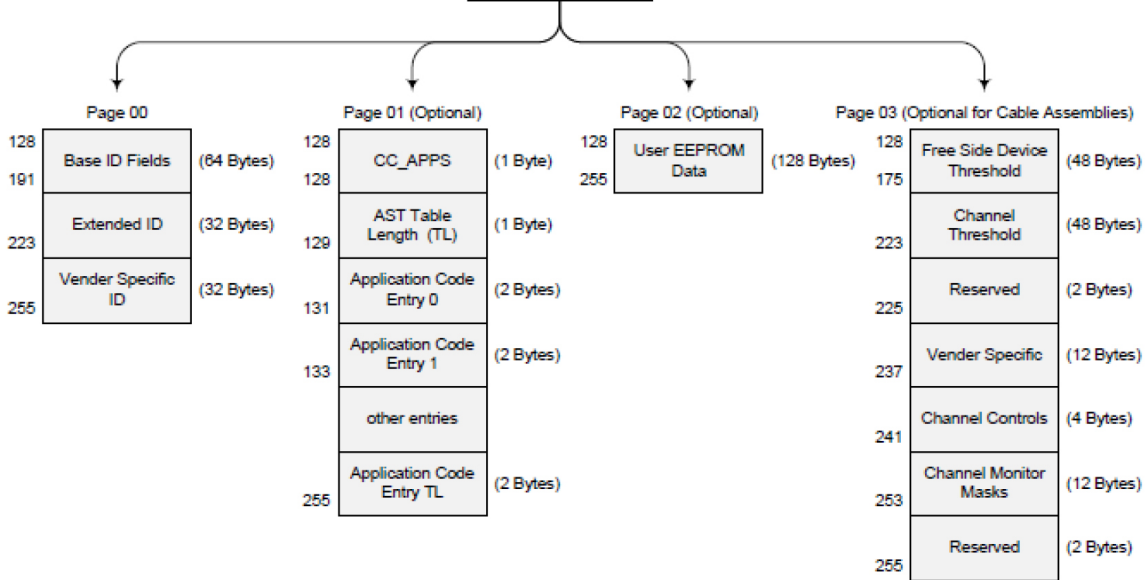 Page 00
128
Base ID Fields
(64 Bytes)
191
Extended ID
(32 Bytes)
223
Vender Specific
ID
(32 Bytes)
255
Page 01 (Optional)
128
CC_APPS
(1 Byte)
128
AST Table
Length (TL)
(1 Byte)
129
Application Code
Entry 0
(2 Bytes)
131
Application Code
Entry 1
(2 Bytes)
133
other entries
Application Code
Entry TL
(2 Bytes)
255
Page 02 (Optional)
128
User EEPROM
Data
(128 Bytes)
255
Page 03 (Optional for Cable Assemblies)
128
Free Side Device
Threshold
(48 Bytes)
175
Channel
Threshold
(48 Bytes)
223
Reserved
(2 Bytes)
225
Vender Specific
(12 Bytes)
237
Channel Controls
(4 Bytes)
241
Channel Monitor
Masks
(12 Bytes)
253
Reserved
(2 Bytes)
255